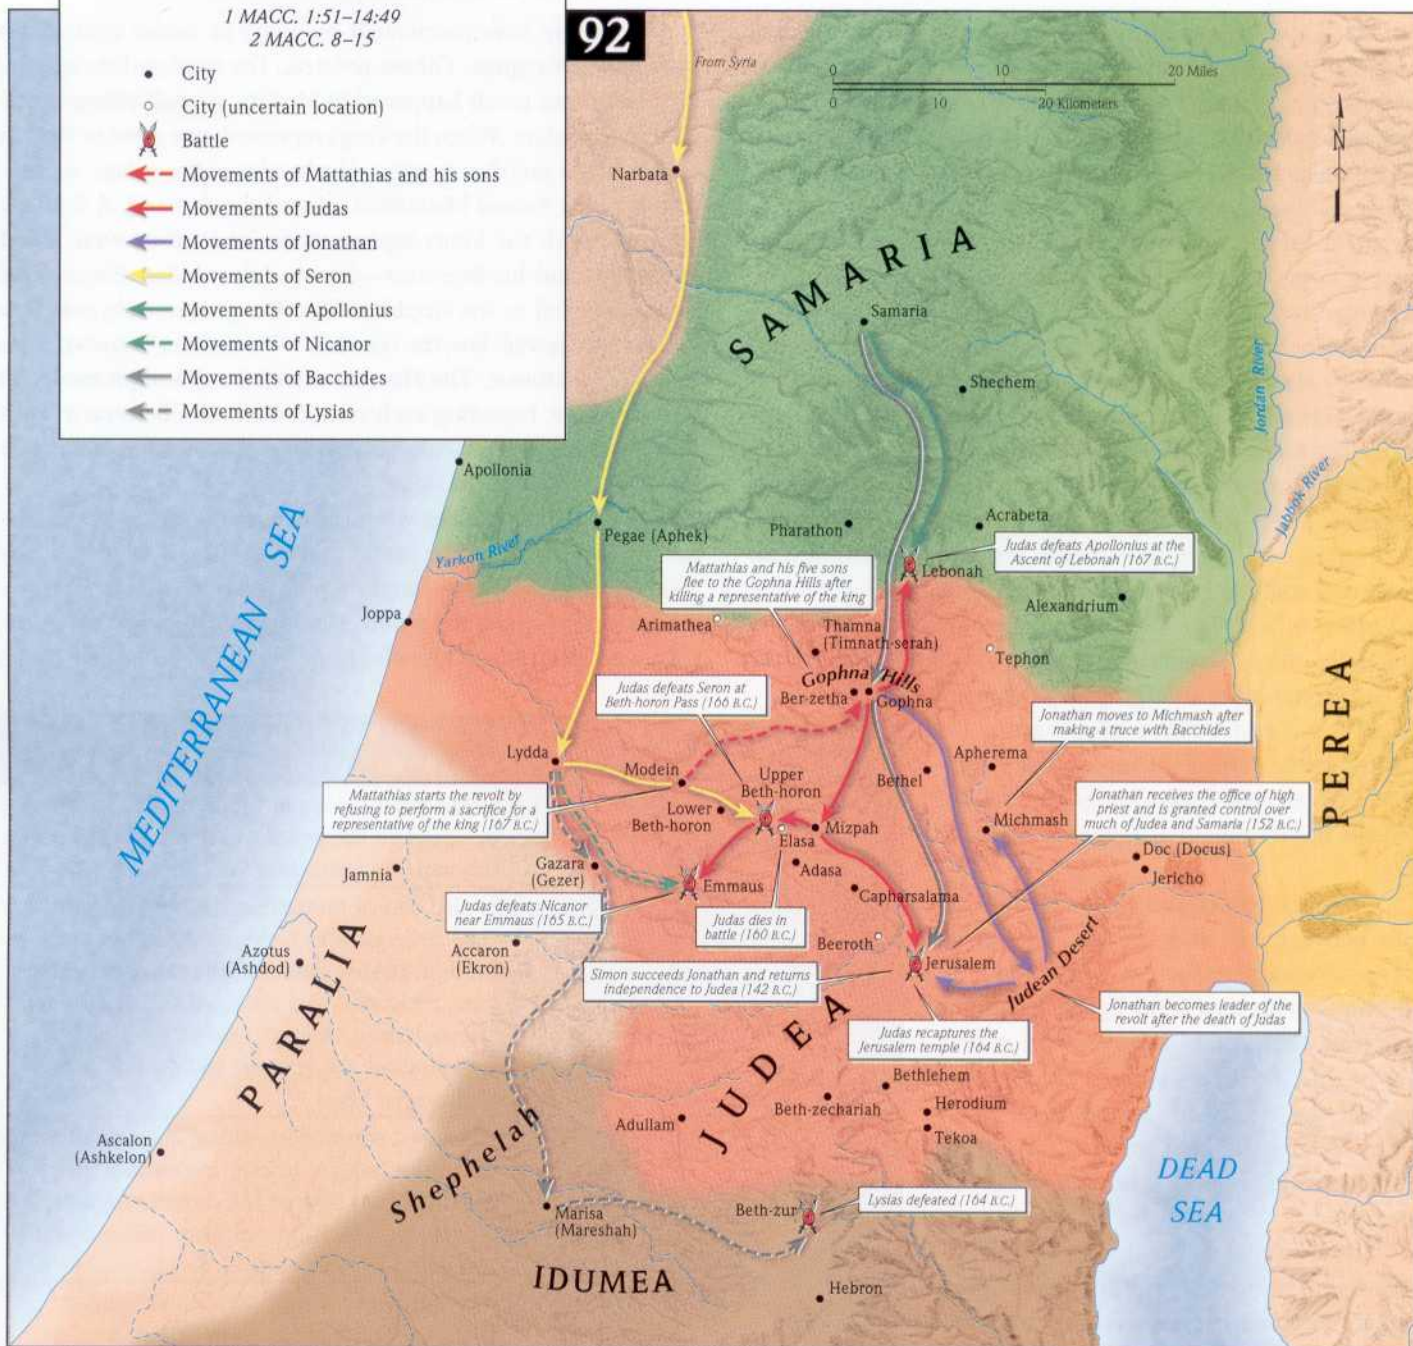 1 MACC. 1:51–14:49
2 MACC. 8–15
City
City (uncertain location)
Battle
Movements of Mattathias and his sons
Movements of Judas
Movements of Jonathan
Movements of Seron
Movements of Apollonius
Movements of Nicanor
Movements of Bacchides
Movements of Lysias
92
From Syria
0 10 20 Miles
0 10 20 Kilometers
N
Narbata
SAMARIA
Samaria
Shechem
Jordan River
Jabbok River
Apollonia
MEDITERRANEAN SEA
Yarkon River
Pegae (Aphek)
Pharathon
Acrabeta
Lebonah
Judas defeats Apollonius at the
Ascent of Lebonah (167 B.C.)
Mattathias and his five sons
flee to the Gophna Hills after
killing a representative of the king
Alexandrium
Joppa
Arimathea
Thamna
(Timnath-serah)
Tephon
Gophna Hills
Ber-zetha
Gophna
PEREA
Judas defeats Seron at
Beth-horon Pass (166 B.C.)
Jonathan moves to Michmash after
making a truce with Bacchides
Lydda
Modein
Upper
Beth-horon
Bethel
Apherema
Mattathias starts the revolt by
refusing to perform a sacrifice for a
representative of the king (167 B.C.)
Lower
Beth-horon
Elasa
Mizpah
Michmash
Jonathan receives the office of high
priest and is granted control over
much of Judea and Samaria (152 B.C.)
Doc (Docus)
Jericho
Jamnia
Gazara
(Gezer)
Emmaus
Adasa
Capharsalama
Judas defeats Nicanor
near Emmaus (165 B.C.)
Judas dies in
battle (160 B.C.)
Beeroth
Azotus
(Ashdod)
Accaron
(Ekron)
PARALIA
Simon succeeds Jonathan and returns
independence to Judea (142 B.C.)
Jerusalem
Judean Desert
Jonathan becomes leader of the
revolt after the death of Judas
Judas recaptures the
Jerusalem temple (164 B.C.)
JUDEA
Bethlehem
Beth-zechariah
Herodium
Tekoa
Adullam
Ascalon
(Ashkelon)
Shephelah
DEAD
SEA
Marisa
(Mareshah)
Beth-zur
Lysias defeated (164 B.C.)
IDUMEA
Hebron